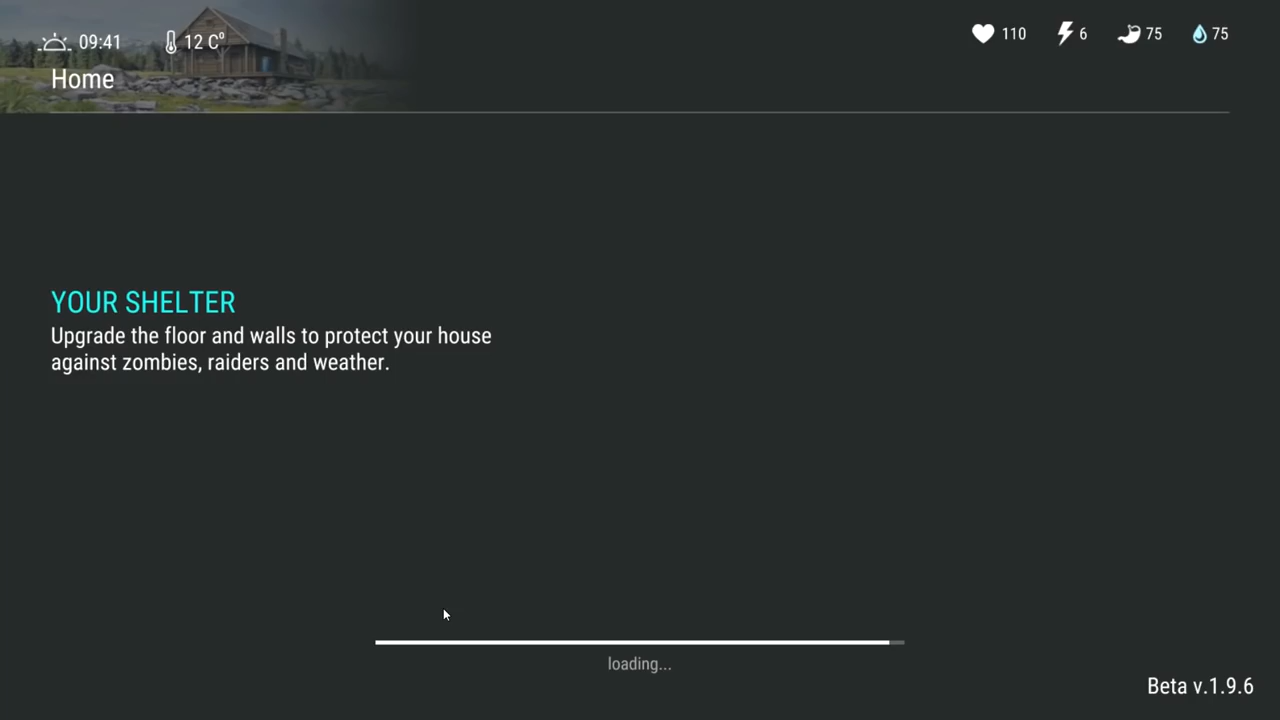 09:41 12 C°
110 6 75 75
Home
YOUR SHELTER
Upgrade the floor and walls to protect your house
against zombies, raiders and weather.
loading...
Beta v.1.9.6